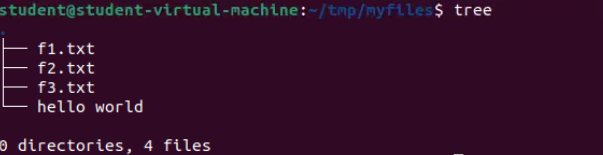 student@student-virtual-machine:~/tmp/myfiles$ tree
.
├── f1.txt
├── f2.txt
├── f3.txt
└── hello world
0 directories, 4 files